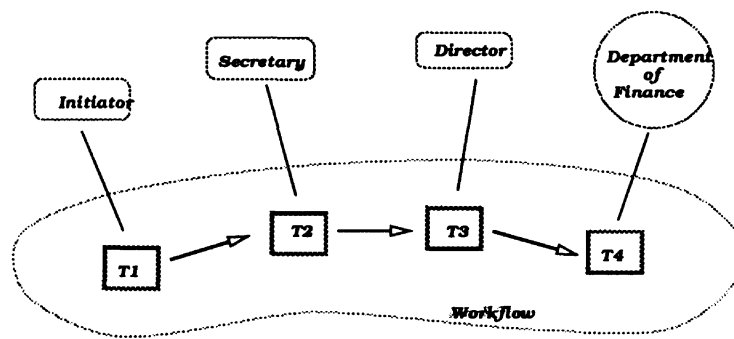 Initiator
Secretary
Director
Department
of
Finance
T1
T2
T3
T4
Workflow